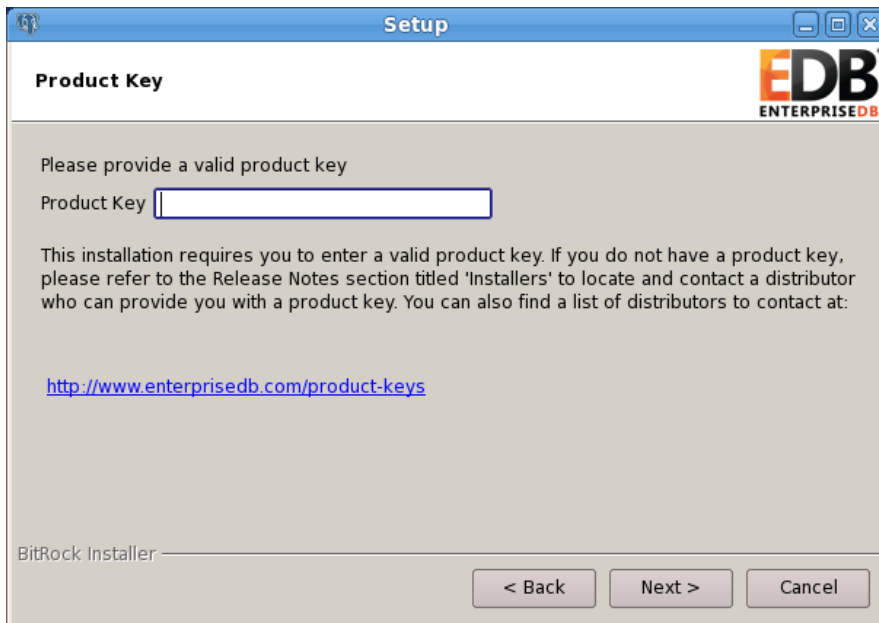 Setup
Product Key
EDB
ENTERPRISEDB
Please provide a valid product key
Product Key
This installation requires you to enter a valid product key. If you do not have a product key,
please refer to the Release Notes section titled 'Installers' to locate and contact a distributor
who can provide you with a product key. You can also find a list of distributors to contact at:
http://www.enterprisedb.com/product-keys
BitRock Installer
< Back Next > Cancel